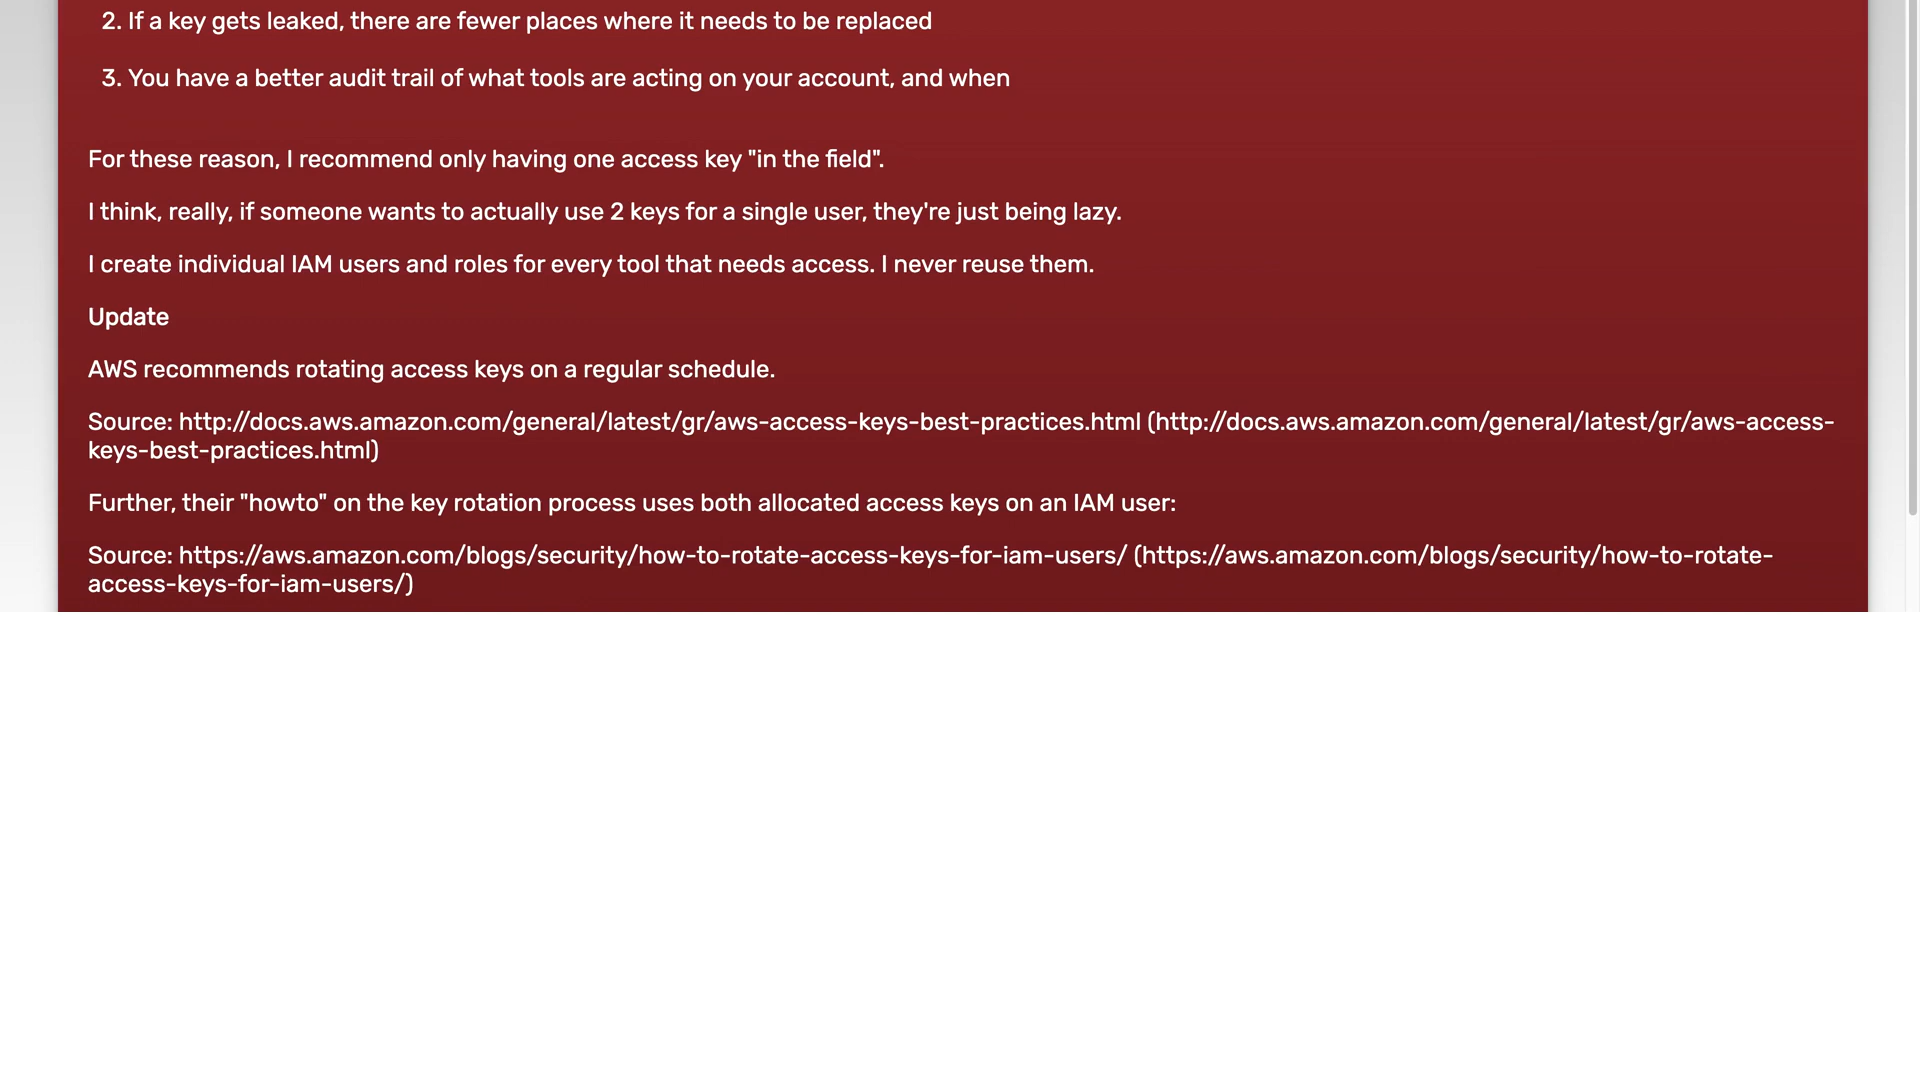 2. If a key gets leaked, there are fewer places where it needs to be replaced
3. You have a better audit trail of what tools are acting on your account, and when
For these reason, I recommend only having one access key "in the field".
I think, really, if someone wants to actually use 2 keys for a single user, they're just being lazy.
I create individual IAM users and roles for every tool that needs access. I never reuse them.
Update
AWS recommends rotating access keys on a regular schedule.
Source: http://docs.aws.amazon.com/general/latest/gr/aws-access-keys-best-practices.html (http://docs.aws.amazon.com/general/latest/gr/aws-access-
keys-best-practices.html)
Further, their "howto" on the key rotation process uses both allocated access keys on an IAM user:
Source: https://aws.amazon.com/blogs/security/how-to-rotate-access-keys-for-iam-users/ (https://aws.amazon.com/blogs/security/how-to-rotate-
access-keys-for-iam-users/)